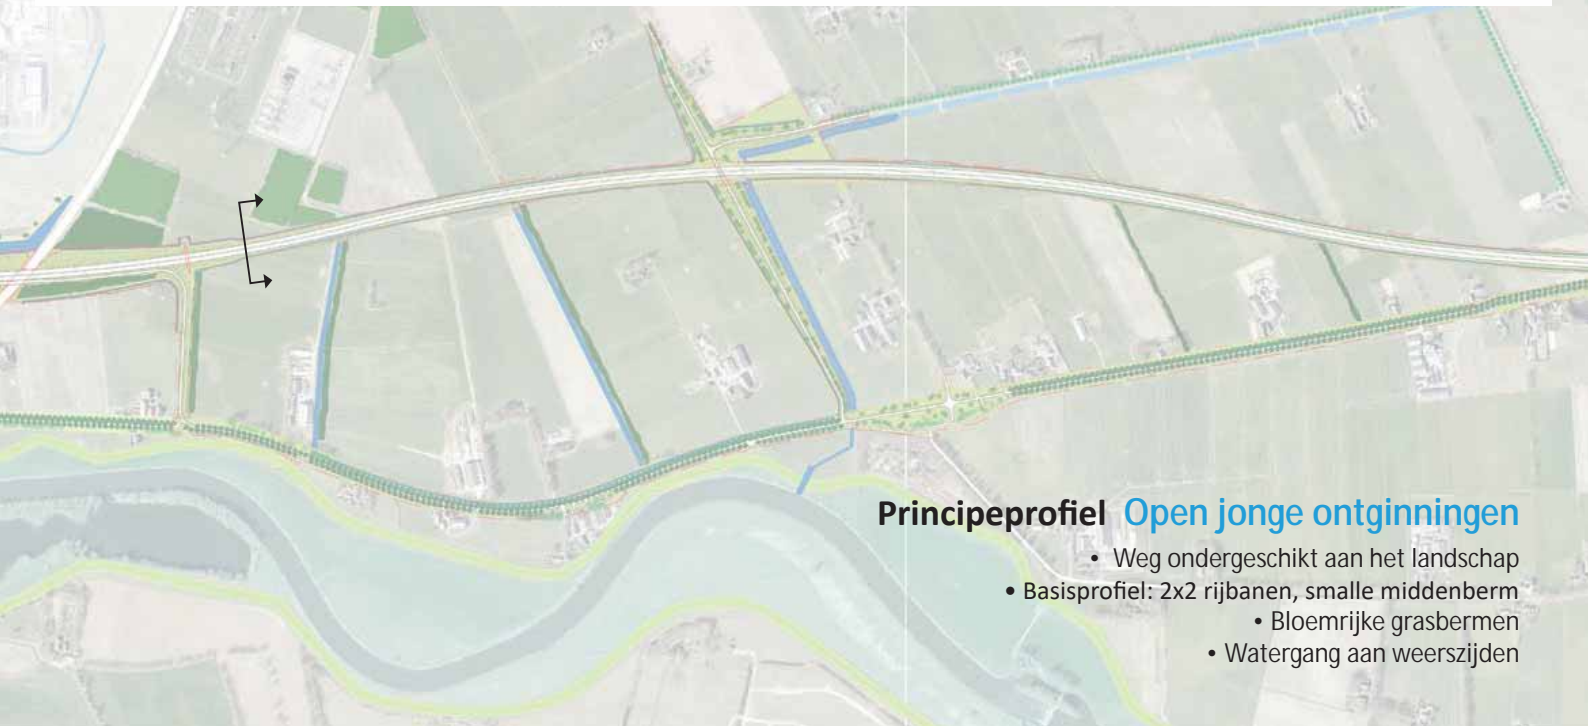 Principeprofiel Open jonge ontginningen
• Weg ondergeschikt aan het landschap
• Basisprofiel: 2x2 rijbanen, smalle middenberm
• Bloemrijke grasbermen
• Watergang aan weerszijden